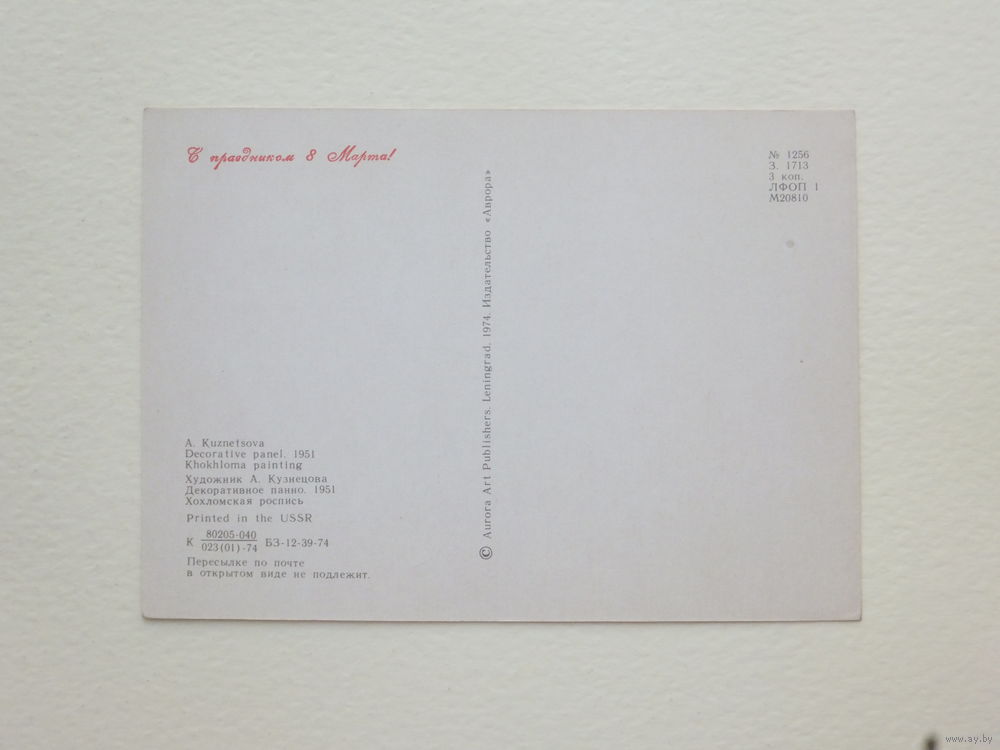 С праздником 8 Марта!
№ 1256
З. 1713
3 коп.
ЛФОП 1
М20810
© Aurora Art Publishers. Leningrad. 1974. Издательство «Аврора»
A. Kuznetsova
Decorative panel. 1951
Khokhloma painting
Художник А. Кузнецова
Декоративное панно. 1951
Хохломская роспись
Printed in the USSR
К 80205-040
023(01)-74 БЗ-12-39-74
Пересылке по почте
в открытом виде не подлежит.
www.ay.by